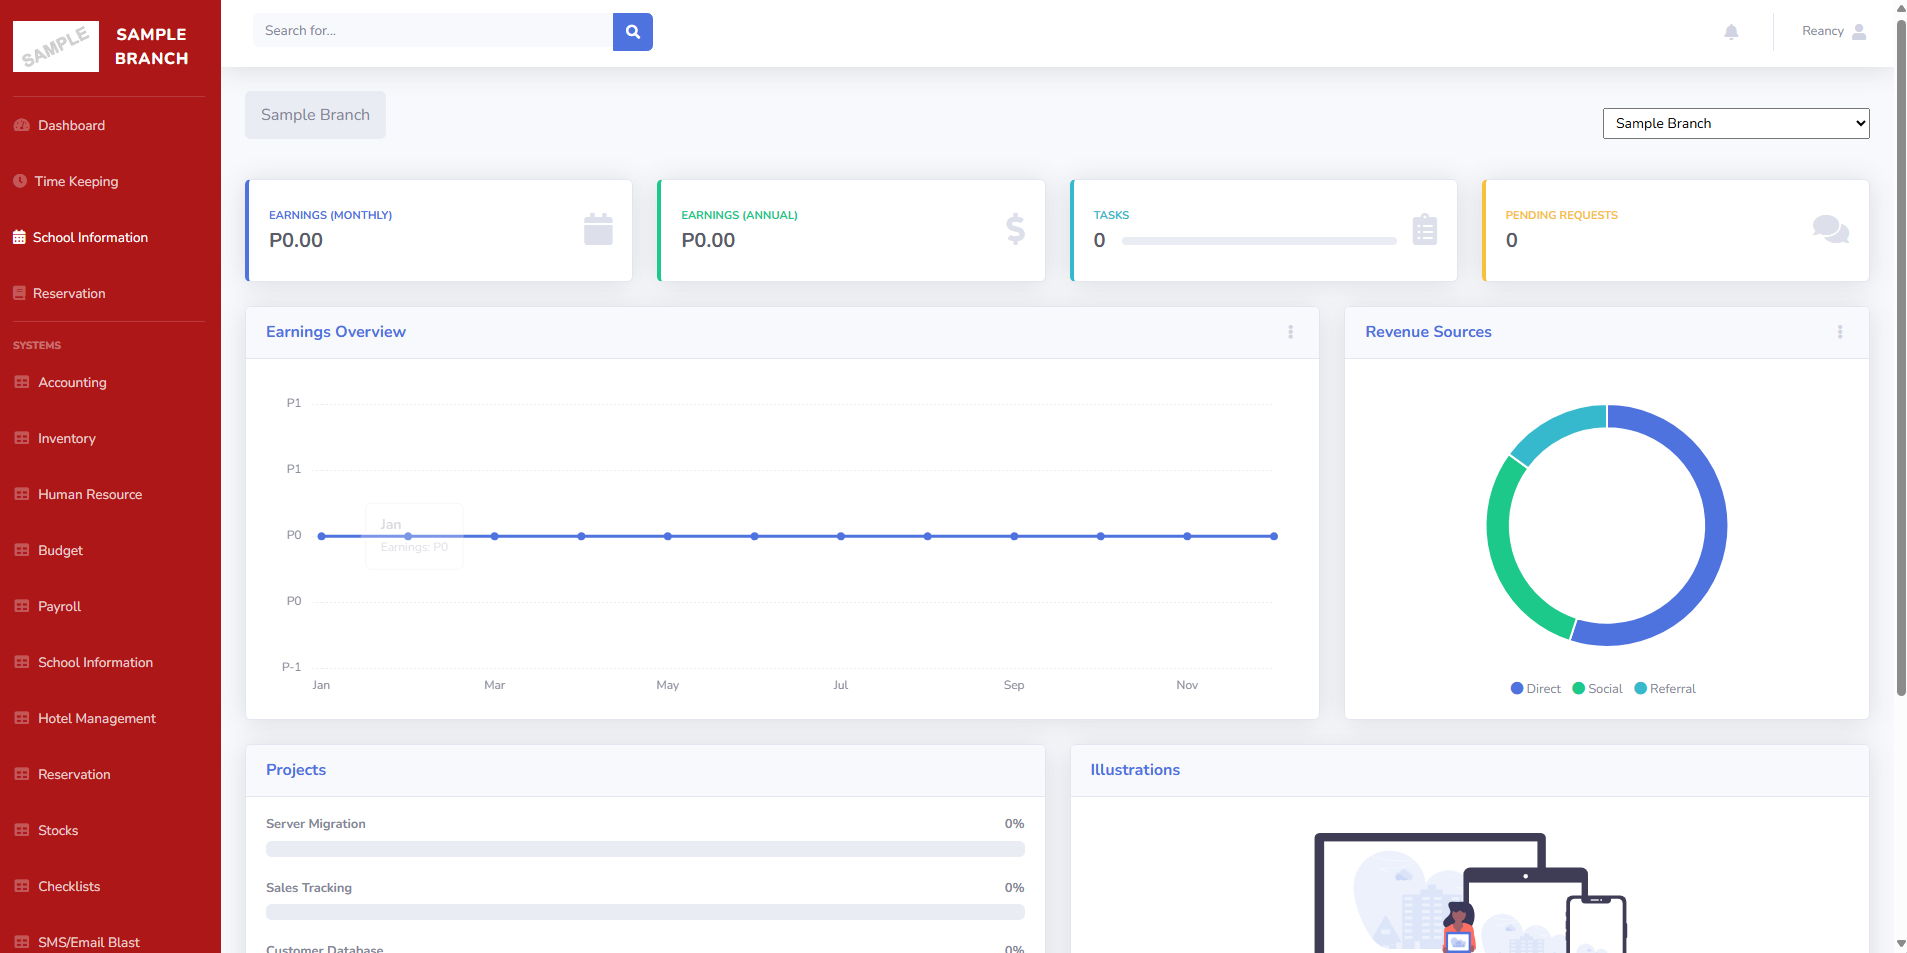 SAMPLE
SAMPLE
BRANCH
Dashboard
Time Keeping
School Information
Reservation
SYSTEMS
Accounting
Inventory
Human Resource
Budget
Payroll
School Information
Hotel Management
Reservation
Stocks
Checklists
SMS/Email Blast
Search for...
Reancy
Sample Branch
Sample Branch
EARNINGS (MONTHLY)
P0.00
EARNINGS (ANNUAL)
P0.00
TASKS
0
PENDING REQUESTS
0
Earnings Overview
P1
P1
P0
P0
P-1
Jan
Earnings: P0
Jan
Mar
May
Jul
Sep
Nov
Revenue Sources
Direct
Social
Referral
Projects
Server Migration 0%
Sales Tracking 0%
Customer Database 0%
Illustrations